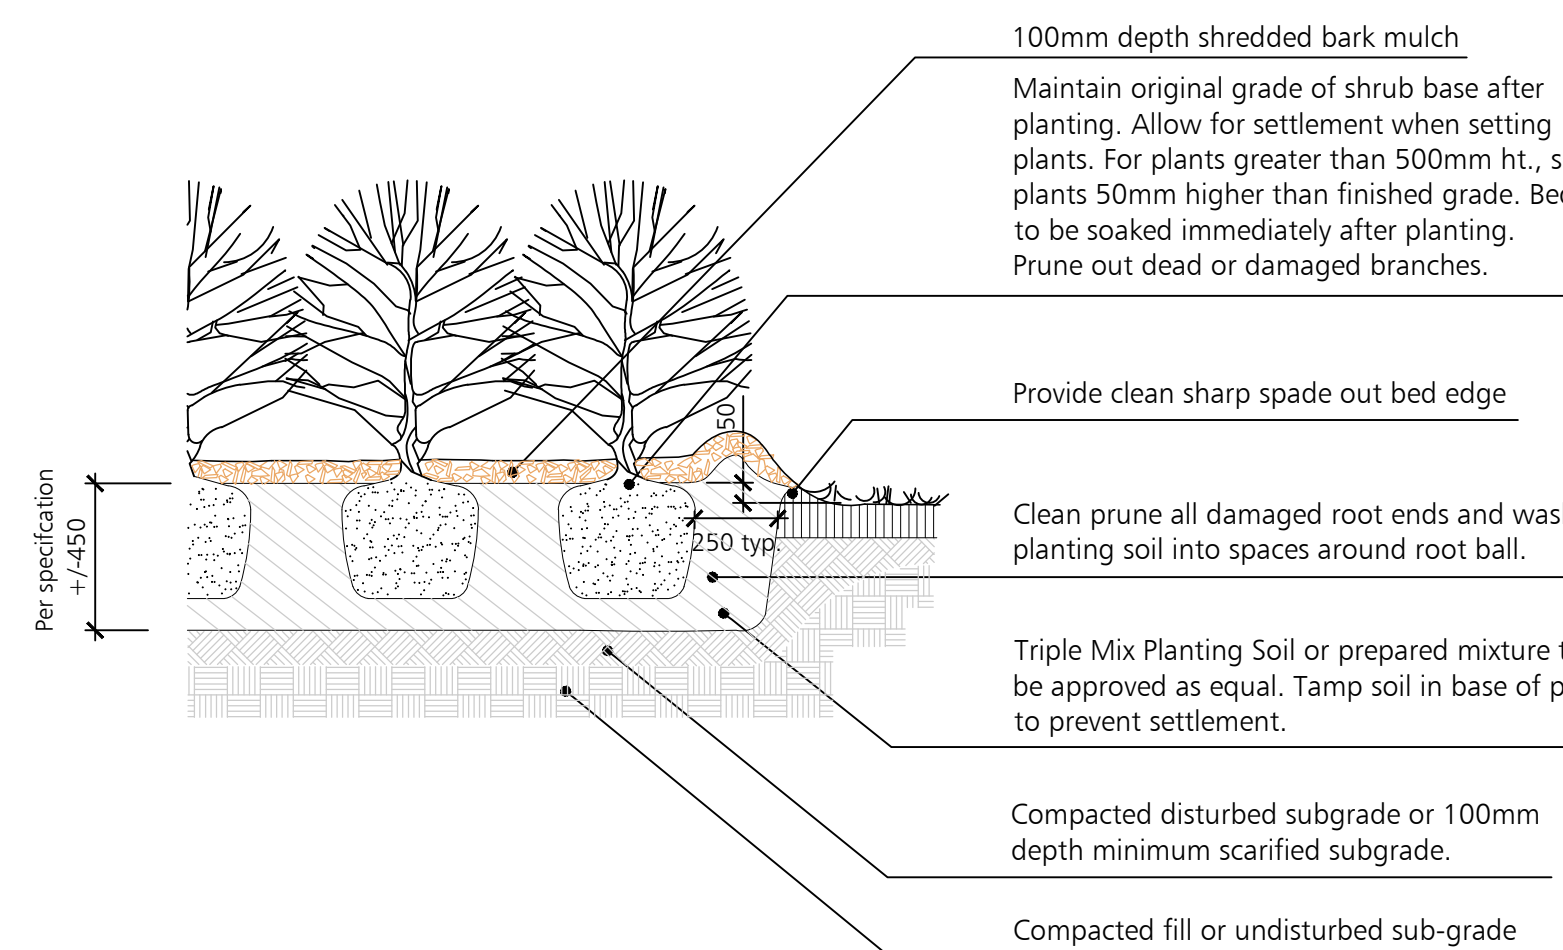 100mm depth shredded bark mulch
Maintain original grade of shrub base after
planting. Allow for settlement when setting
plants. For plants greater than 500mm ht.,
plants 50mm higher than finished grade.
to be soaked immediately after planting.
Prune out dead or damaged branches.
Provide clean sharp spade out bed edge
50
Clean prune all damaged root ends and
planting soil into spaces around root ball.
250 typ.
Per specifcation
+/-450
Triple Mix Planting Soil or prepared mixture
be approved as equal. Tamp soil in base of
to prevent settlement.
Compacted disturbed subgrade or 100mm
depth minimum scarified subgrade.
Compacted fill or undisturbed sub-grade